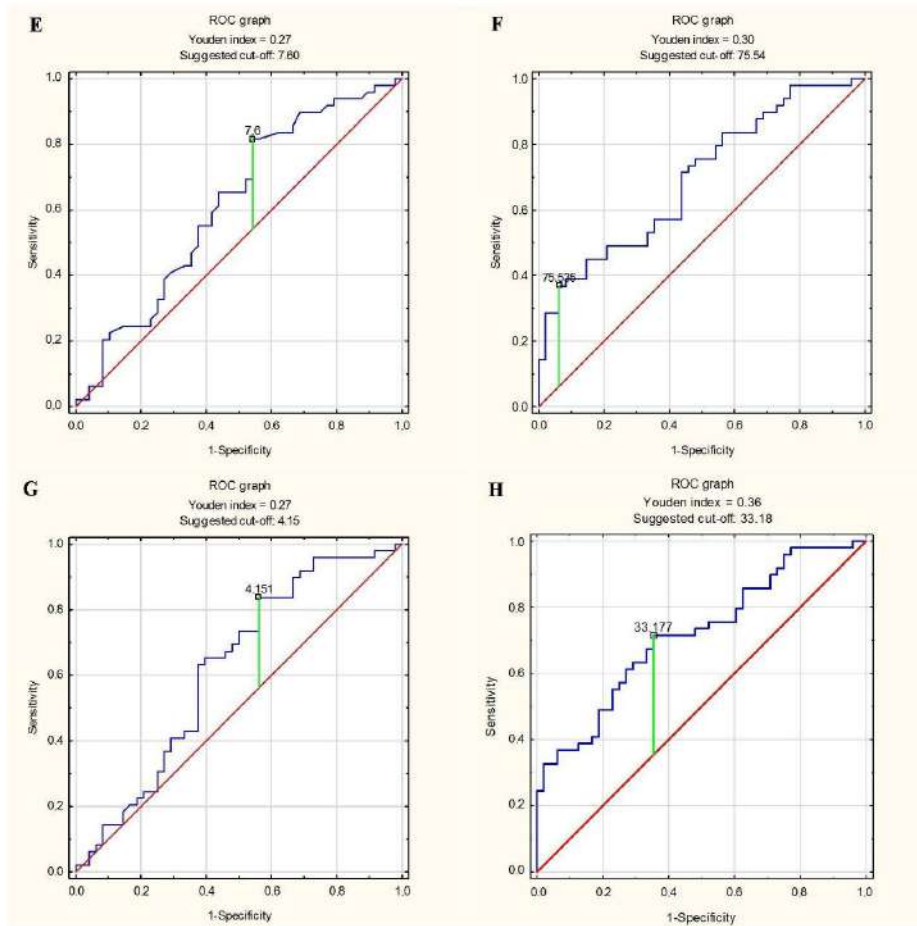 E
ROC graph
Youden index = 0.27
Suggested cut-off: 7.60
1.0
0.8
0.6
0.4
0.2
0.0
Sensitivity
7,6
0.0 0.2 0.4 0.6 0.8 1.0
1-Specificity
F
ROC graph
Youden index = 0.30
Suggested cut-off: 75.54
1.0
0.8
0.6
0.4
0.2
0.0
Sensitivity
75,535
0.0 0.2 0.4 0.6 0.8 1.0
1-Specificity
G
ROC graph
Youden index = 0.27
Suggested cut-off: 4.15
1.0
0.8
0.6
0.4
0.2
0.0
Sensitivity
4,151
0.0 0.2 0.4 0.6 0.8 1.0
1-Specificity
H
ROC graph
Youden index = 0.36
Suggested cut-off: 33.18
1.0
0.8
0.6
0.4
0.2
0.0
Sensitivity
33,177
0.0 0.2 0.4 0.6 0.8 1.0
1-Specificity